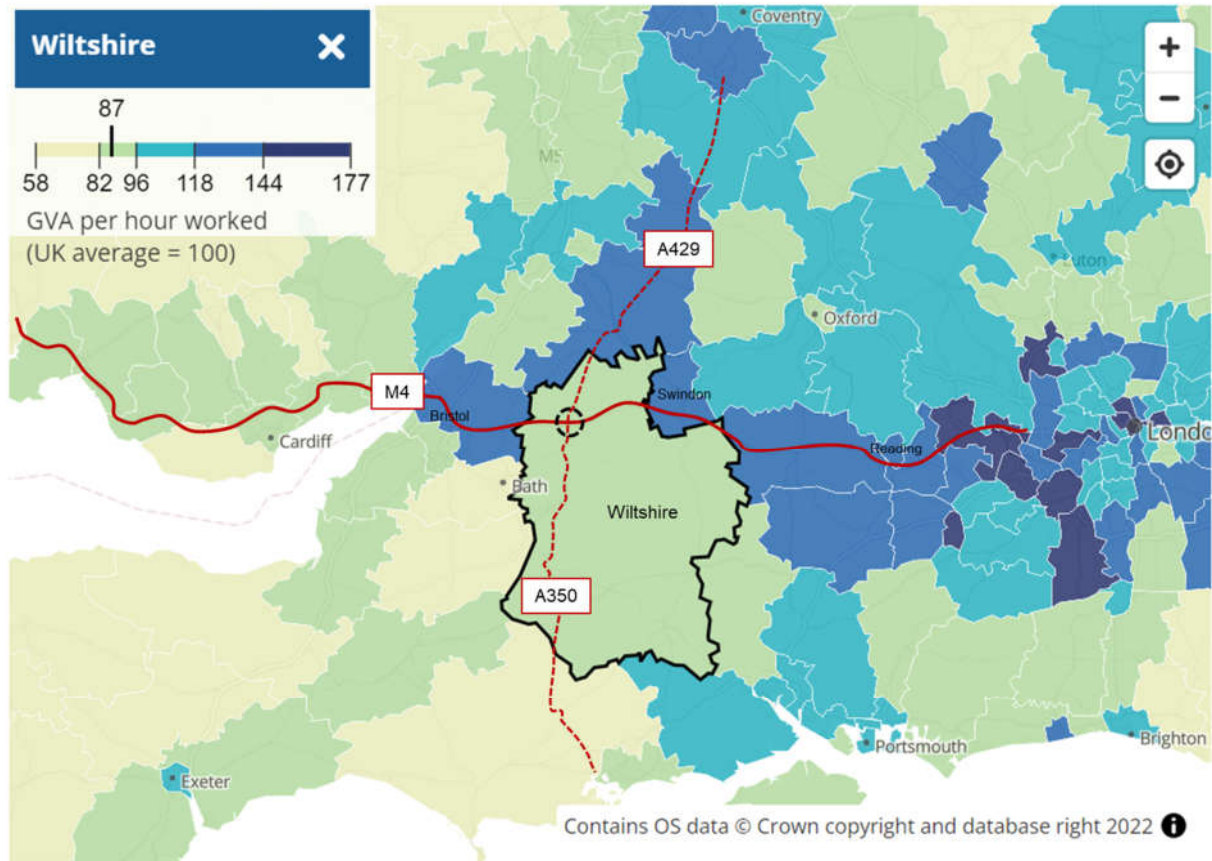 Wiltshire
87
58 82 96 118 144 177
GVA per hour worked
(UK average = 100)
Coventry
M5
A429
Luton
Oxford
M4
Bristol
Swindon
Cardiff
Reading
Londo
Bath
Wiltshire
A350
Portsmouth
Brighton
Exeter
Contains OS data © Crown copyright and database right 2022